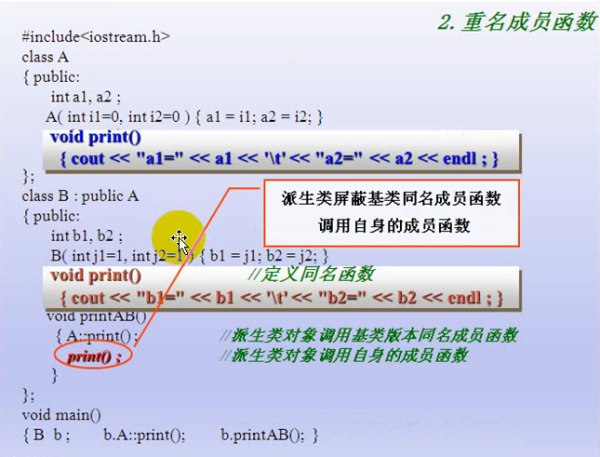 2.重名成员函数
#include<iostream.h>
class A
{ public:
int a1, a2 ;
A( int i1=0, int i2=0 ) { a1 = i1; a2 = i2; }
void print()
{ cout << "a1=" << a1 << '\t' << "a2=" << a2 << endl ; }
};
class B : public A
{ public:
int b1, b2 ;
B( int j1=1, int j2=1 ) { b1 = j1; b2 = j2; }
void print() //定义同名函数
{ cout << "b1=" << b1 << '\t' << "b2=" << b2 << endl ; }
void printAB()
{ A::print() ; //派生类对象调用基类版本同名成员函数
print() ; //派生类对象调用自身的成员函数
}
};
void main()
{ B b ; b.A::print(); b.printAB(); }
派生类屏蔽基类同名成员函数
调用自身的成员函数